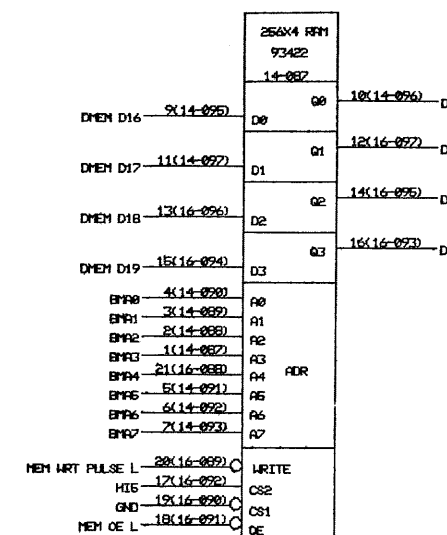 256X4 RAM
93422
14-087
DMEM D16 9(14-095) D0 Q0 10(14-096) D
DMEM D17 11(14-097) D1 Q1 12(16-097) D
DMEM D18 13(16-096) D2 Q2 14(16-095) D
DMEM D19 15(16-094) D3 Q3 16(16-093) D
BMA0 4(14-090) A0
BMA1 3(14-089) A1
BMA2 2(14-088) A2
BMA3 1(14-087) A3
BMA4 21(16-088) A4 ADR
BMA5 5(14-091) A5
BMA6 6(14-092) A6
BMA7 7(14-093) A7
MEM WRT PULSE L 20(16-089) WRITE
HI5 17(16-092) CS2
GND 19(16-090) CS1
MEM OE L 18(16-091) OE